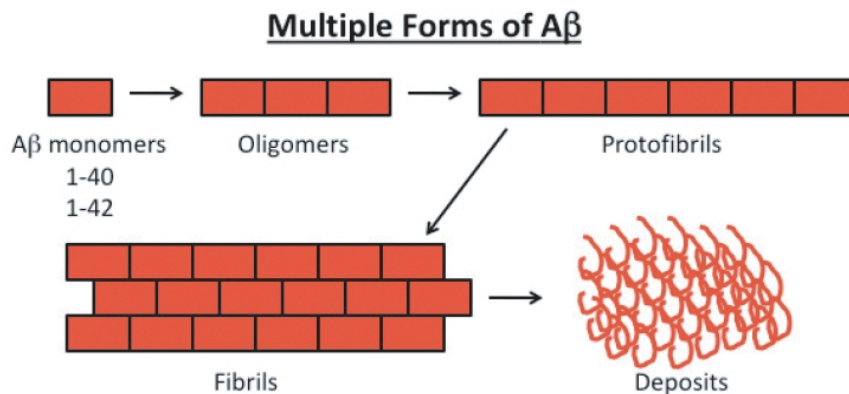 Multiple Forms of Aβ
Aβ monomers
1-40
1-42
Oligomers
Protofibrils
Fibrils
Deposits